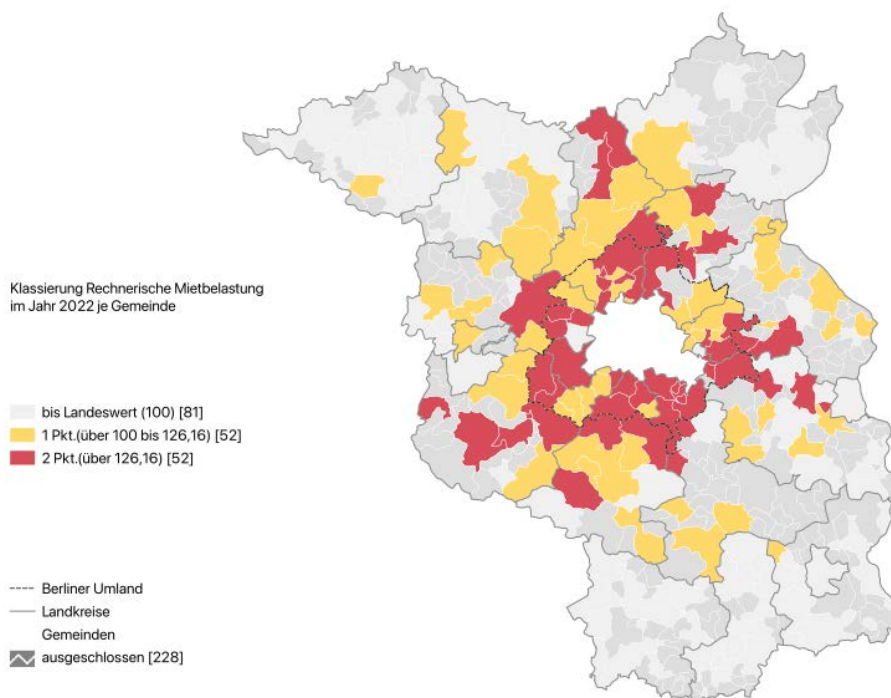 Klassierung Rechnerische Mietbelastung
im Jahr 2022 je Gemeinde
bis Landeswert (100) [81]
1 Pkt.(über 100 bis 126,16) [52]
2 Pkt.(über 126,16) [52]
Berliner Umland
Landkreise
Gemeinden
ausgeschlossen [228]